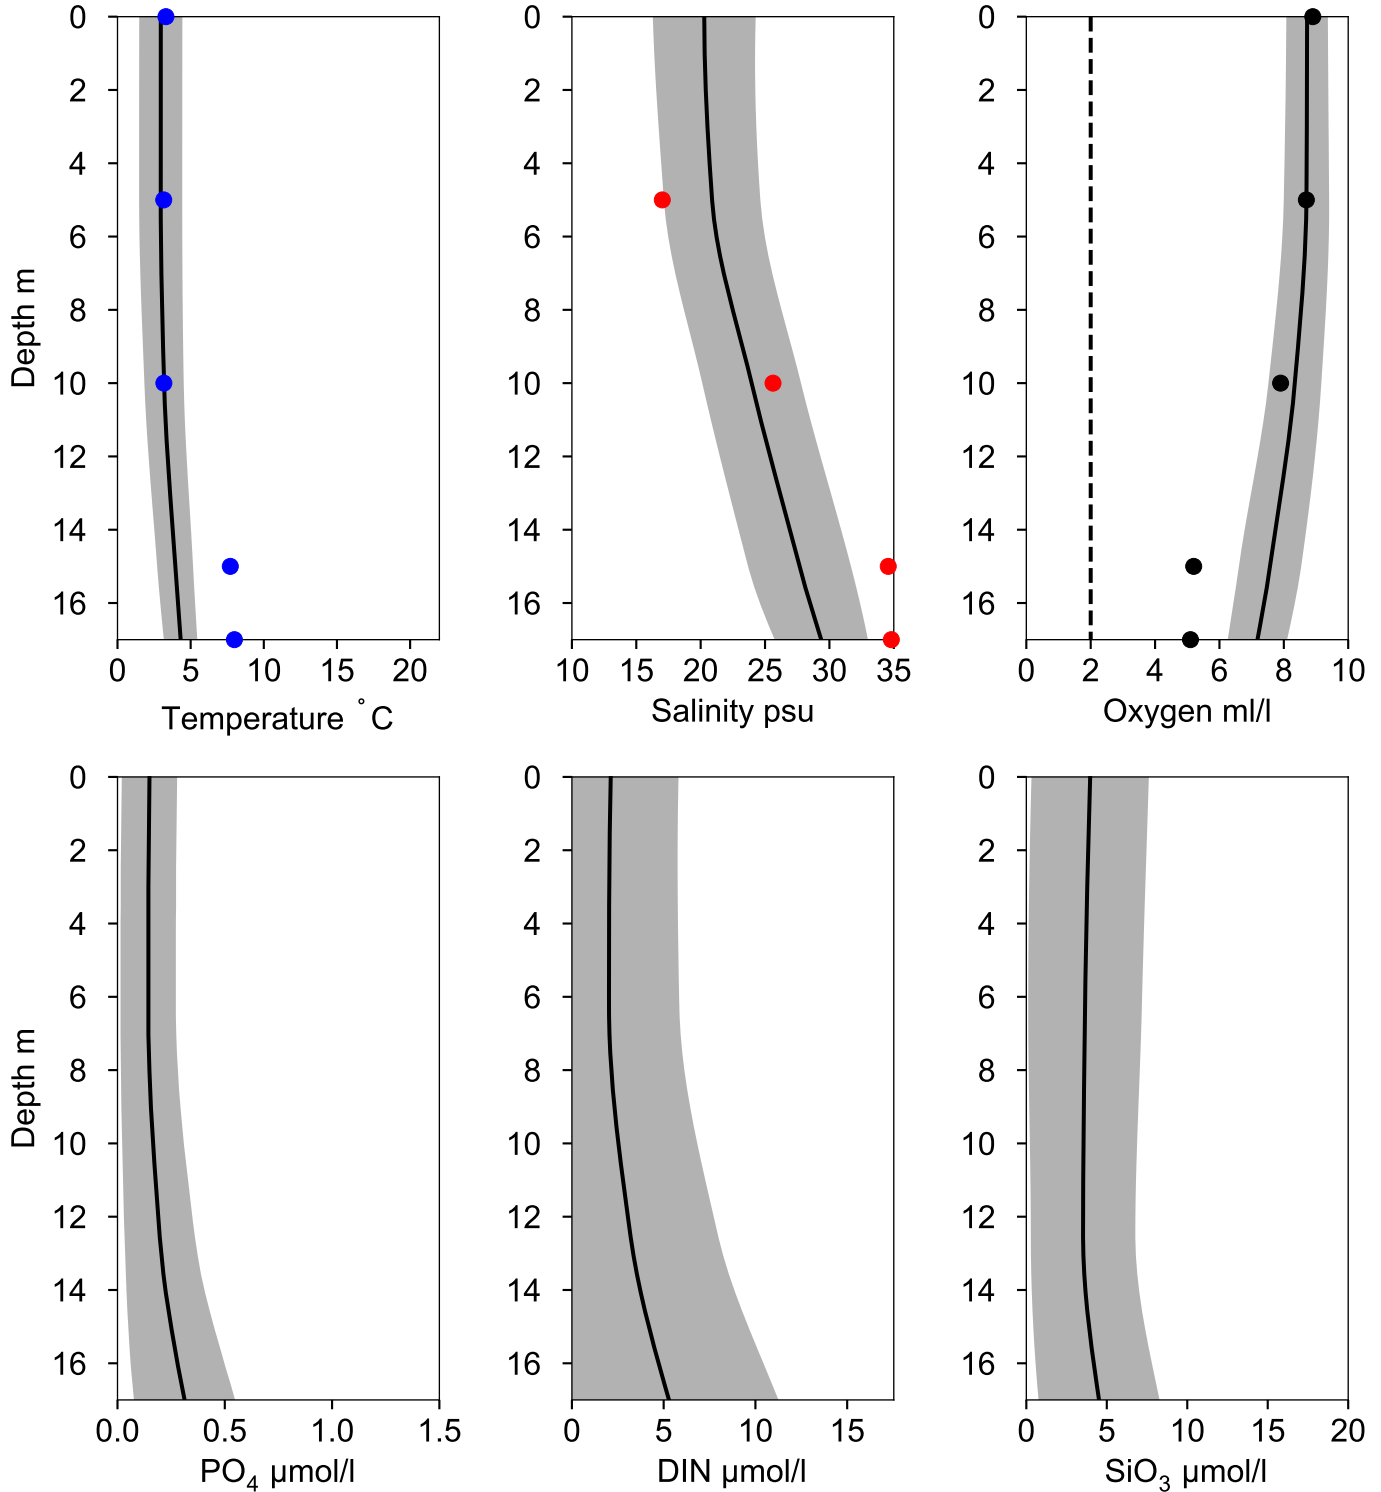 0 0 0
2 2 2
4 4 4
6 6 6
8 8 8
10 10 10
12 12 12
14 14 14
16 16 16
Depth m
0 5 10 15 20 10 15 20 25 30 35 0 2 4 6 8 10
Temperature °C Salinity psu Oxygen ml/l
0 0 0
2 2 2
4 4 4
6 6 6
8 8 8
10 10 10
12 12 12
14 14 14
16 16 16
Depth m
0.0 0.5 1.0 1.5 0 5 10 15 0 5 10 15 20
PO₄ µmol/l DIN µmol/l SiO₃ µmol/l